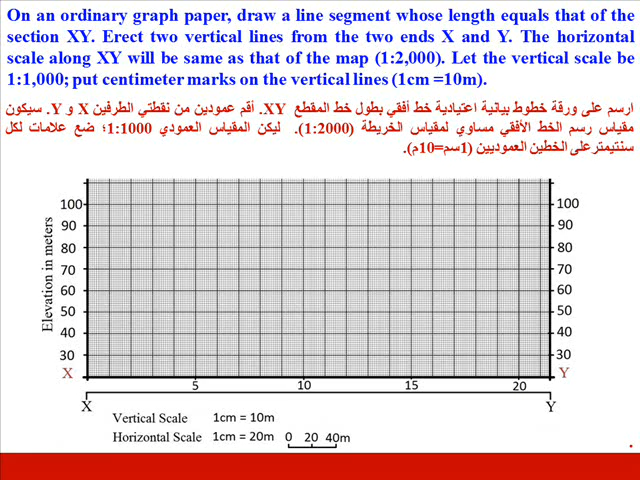 On an ordinary graph paper, draw a line segment whose length equals that of the
section XY. Erect two vertical lines from the two ends X and Y. The horizontal
scale along XY will be same as that of the map (1:2,000). Let the vertical scale be
1:1,000; put centimeter marks on the vertical lines (1cm =10m).
ارسم على ورقة خطوط بيانية اعتيادية خط أفقي بطول خط المقطع XY. أقم عمودين من نقطتي الطرفين X و Y. سيكون
مقياس رسم الخط الأفقي مساوي لمقياس الخريطة (1:2000). ليكن المقياس العمودي 1:1000؛ ضع علامات لكل
سنتيمترعلى الخطين العموديين (1سم=10م).
Elevation in meters
100 100
90 90
80 80
70 70
60 60
50 50
40 40
30 30
X Y
5 10 15 20
X Y
Vertical Scale 1cm = 10m
Horizontal Scale 1cm = 20m 0 20 40m